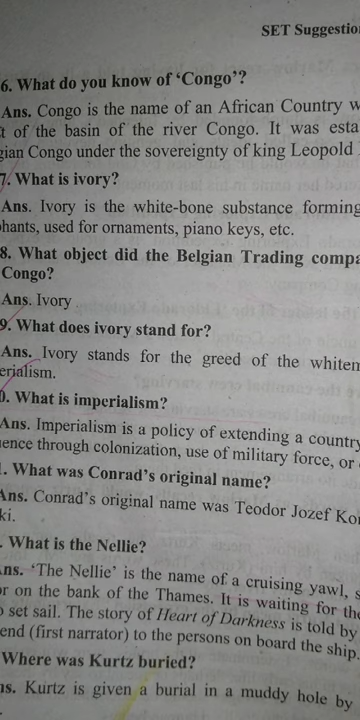 SET Suggestio
6. What do you know of 'Congo'?
Ans. Congo is the name of an African Country w
t of the basin of the river Congo. It was esta
gian Congo under the sovereignty of king Leopold
7. What is ivory?
Ans. Ivory is the white-bone substance forming
phants, used for ornaments, piano keys, etc.
8. What object did the Belgian Trading compa
Congo?
Ans. Ivory
9. What does ivory stand for?
Ans. Ivory stands for the greed of the whitem
erialism.
0. What is imperialism?
Ans. Imperialism is a policy of extending a country
uence through colonization, use of military force, or
. What was Conrad's original name?
Ans. Conrad's original name was Teodor Jozef Kor
ki.
. What is the Nellie?
ns. 'The Nellie' is the name of a cruising yawl, s
or on the bank of the Thames. It is waiting for the
o set sail. The story of Heart of Darkness is told by
end (first narrator) to the persons on board the ship.
Where was Kurtz buried?
ns. Kurtz is given a burial in a muddy hole by